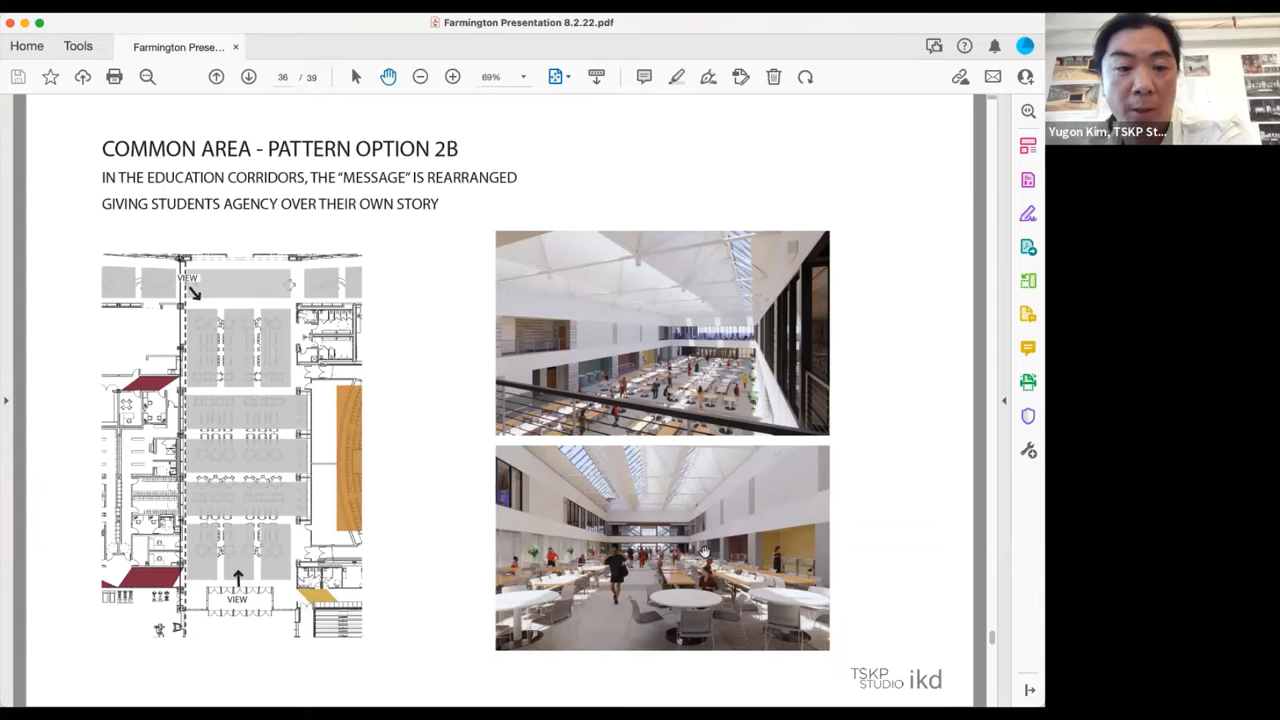 Farmington Presentation 8.2.22.pdf
Home
Tools
Farmington Prese...
36 / 39
69%
Yugon Kim, TSKP St...
COMMON AREA - PATTERN OPTION 2B
IN THE EDUCATION CORRIDORS, THE “MESSAGE” IS REARRANGED
GIVING STUDENTS AGENCY OVER THEIR OWN STORY
VIEW
VIEW
TSKP
STUDIO
ikd